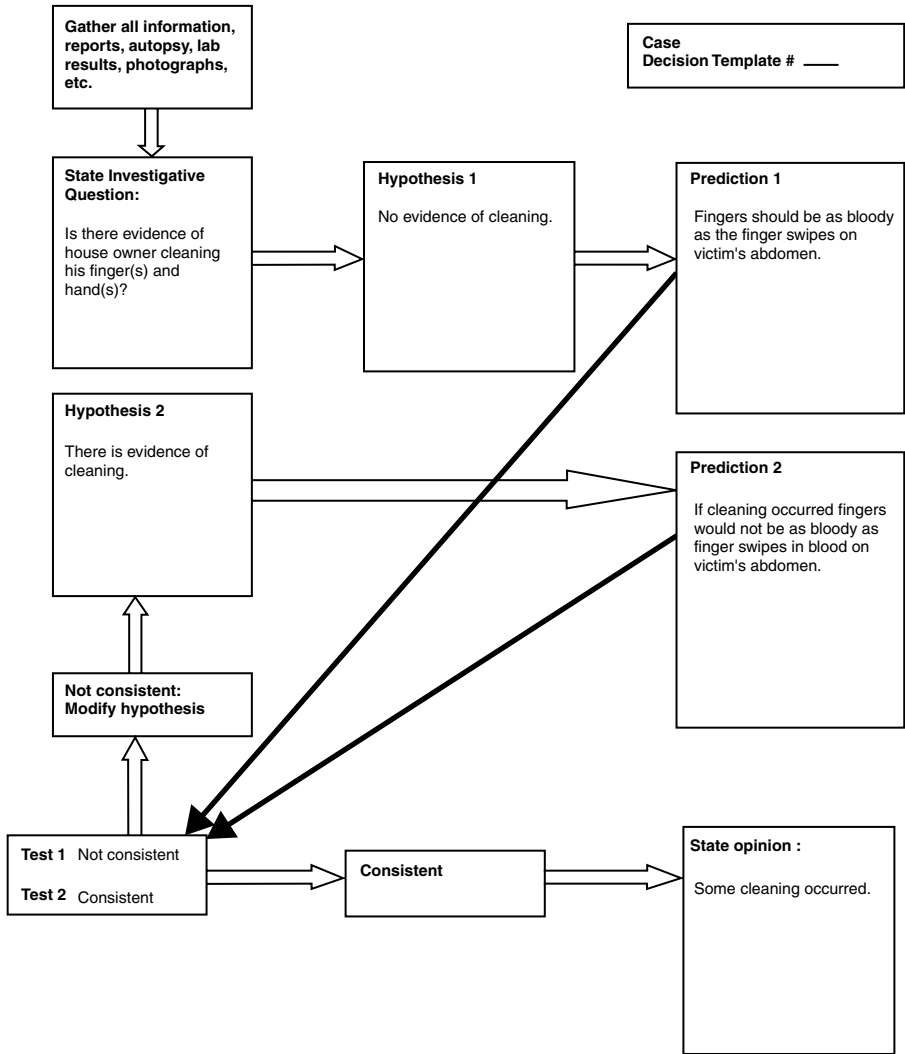 Gather all information,
reports, autopsy, lab
results, photographs,
etc.
Case
Decision Template # ____
State Investigative
Question:
Is there evidence of
house owner cleaning
his finger(s) and
hand(s)?
Hypothesis 1
No evidence of cleaning.
Prediction 1
Fingers should be as bloody
as the finger swipes on
victim's abdomen.
Hypothesis 2
There is evidence of
cleaning.
Prediction 2
If cleaning occurred fingers
would not be as bloody as
finger swipes in blood on
victim's abdomen.
Not consistent:
Modify hypothesis
Test 1 Not consistent
Test 2 Consistent
Consistent
State opinion :
Some cleaning occurred.